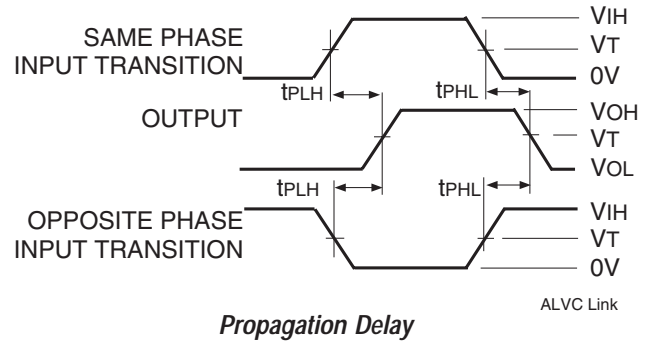 SAME PHASE
INPUT TRANSITION
VIH
VT
0V
tPLH
tPHL
OUTPUT
VOH
VT
VOL
tPLH
tPHL
OPPOSITE PHASE
INPUT TRANSITION
VIH
VT
0V
ALVC Link
Propagation Delay